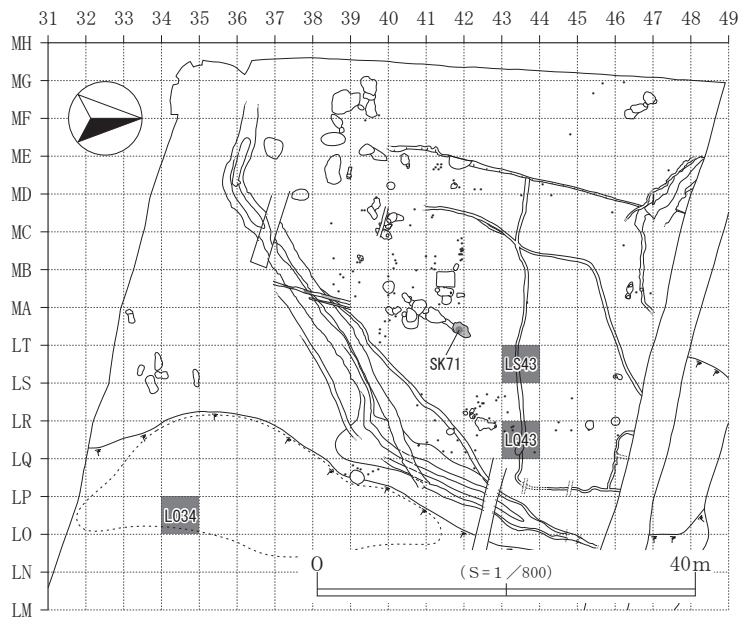 31 32 33 34 35 36 37 38 39 40 41 42 43 44 45 46 47 48 49
MH
MG
MF
ME
MD
MC
MB
MA
LT
SK71
LS43
LS
LR
LQ43
LQ
LP
LO34
LO
LN
0 (S=1/800) 40m
LM